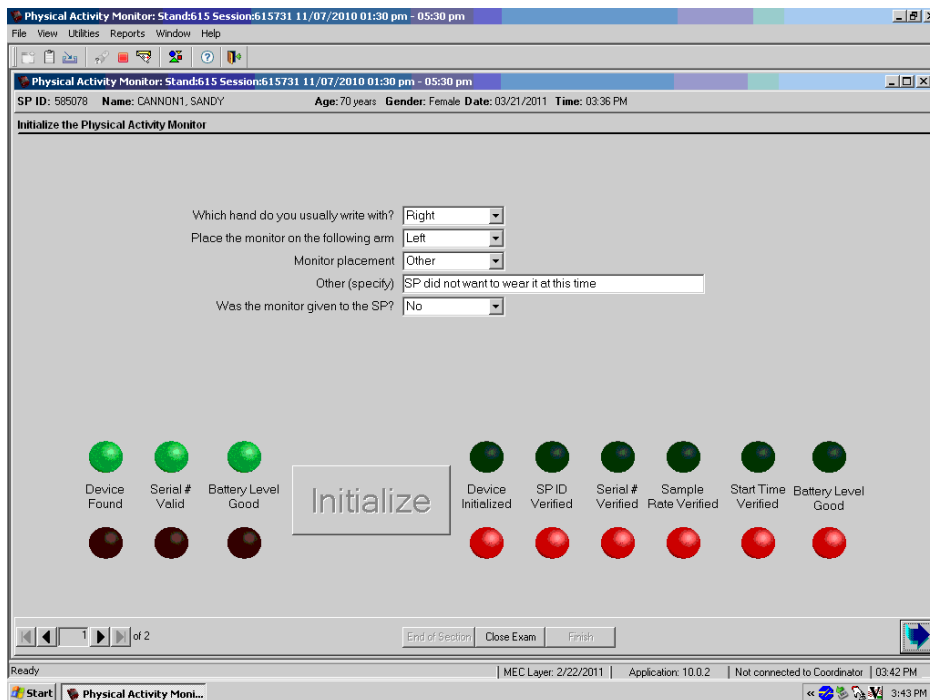 Physical Activity Monitor: Stand:615 Session:615731 11/07/2010 01:30 pm - 05:30 pm
File View Utilities Reports Window Help
Physical Activity Monitor: Stand:615 Session:615731 11/07/2010 01:30 pm - 05:30 pm
SP ID: 585078 Name: CANNON1, SANDY Age: 70 years Gender: Female Date: 03/21/2011 Time: 03:36 PM
Initialize the Physical Activity Monitor
Which hand do you usually write with? Right
Place the monitor on the following arm Left
Monitor placement Other
Other (specify) SP did not want to wear it at this time
Was the monitor given to the SP? No
Device Found
Serial # Valid
Battery Level Good
Initialize
Device Initialized
SP ID Verified
Serial # Verified
Sample Rate Verified
Start Time Verified
Battery Level Good
1 of 2
End of Section Close Exam Finish
Ready MEC Layer: 2/22/2011 Application: 10.0.2 Not connected to Coordinator 03:42 PM
Start Physical Activity Moni... 3:43 PM